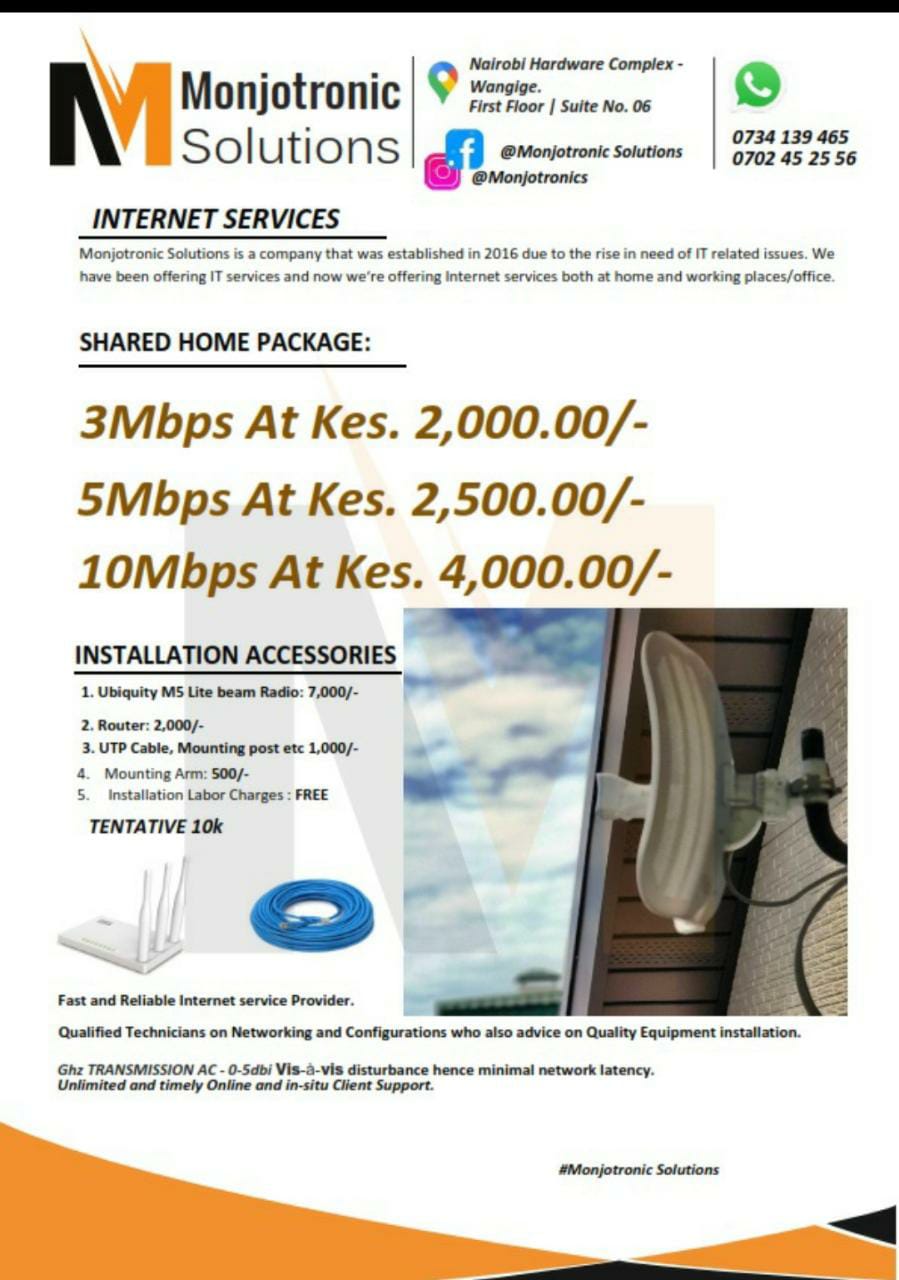 Monjotronic
Solutions
Nairobi Hardware Complex -
Wangige.
First Floor | Suite No. 06
@Monjotronic Solutions
@Monjotronics
0734 139 465
0702 45 25 56
INTERNET SERVICES
Monjotronic Solutions is a company that was established in 2016 due to the rise in need of IT related issues. We
have been offering IT services and now we're offering Internet services both at home and working places/office.
SHARED HOME PACKAGE:
3Mbps At Kes. 2,000.00/-
5Mbps At Kes. 2,500.00/-
10Mbps At Kes. 4,000.00/-
INSTALLATION ACCESSORIES
1. Ubiquity M5 Lite beam Radio: 7,000/-
2. Router: 2,000/-
3. UTP Cable, Mounting post etc 1,000/-
4. Mounting Arm: 500/-
5. Installation Labor Charges : FREE
TENTATIVE 10k
Fast and Reliable Internet service Provider.
Qualified Technicians on Networking and Configurations who also advice on Quality Equipment installation.
Ghz TRANSMISSION AC - 0-5dbi Vis-à-vis disturbance hence minimal network latency.
Unlimited and timely Online and in-situ Client Support.
#Monjotronic Solutions